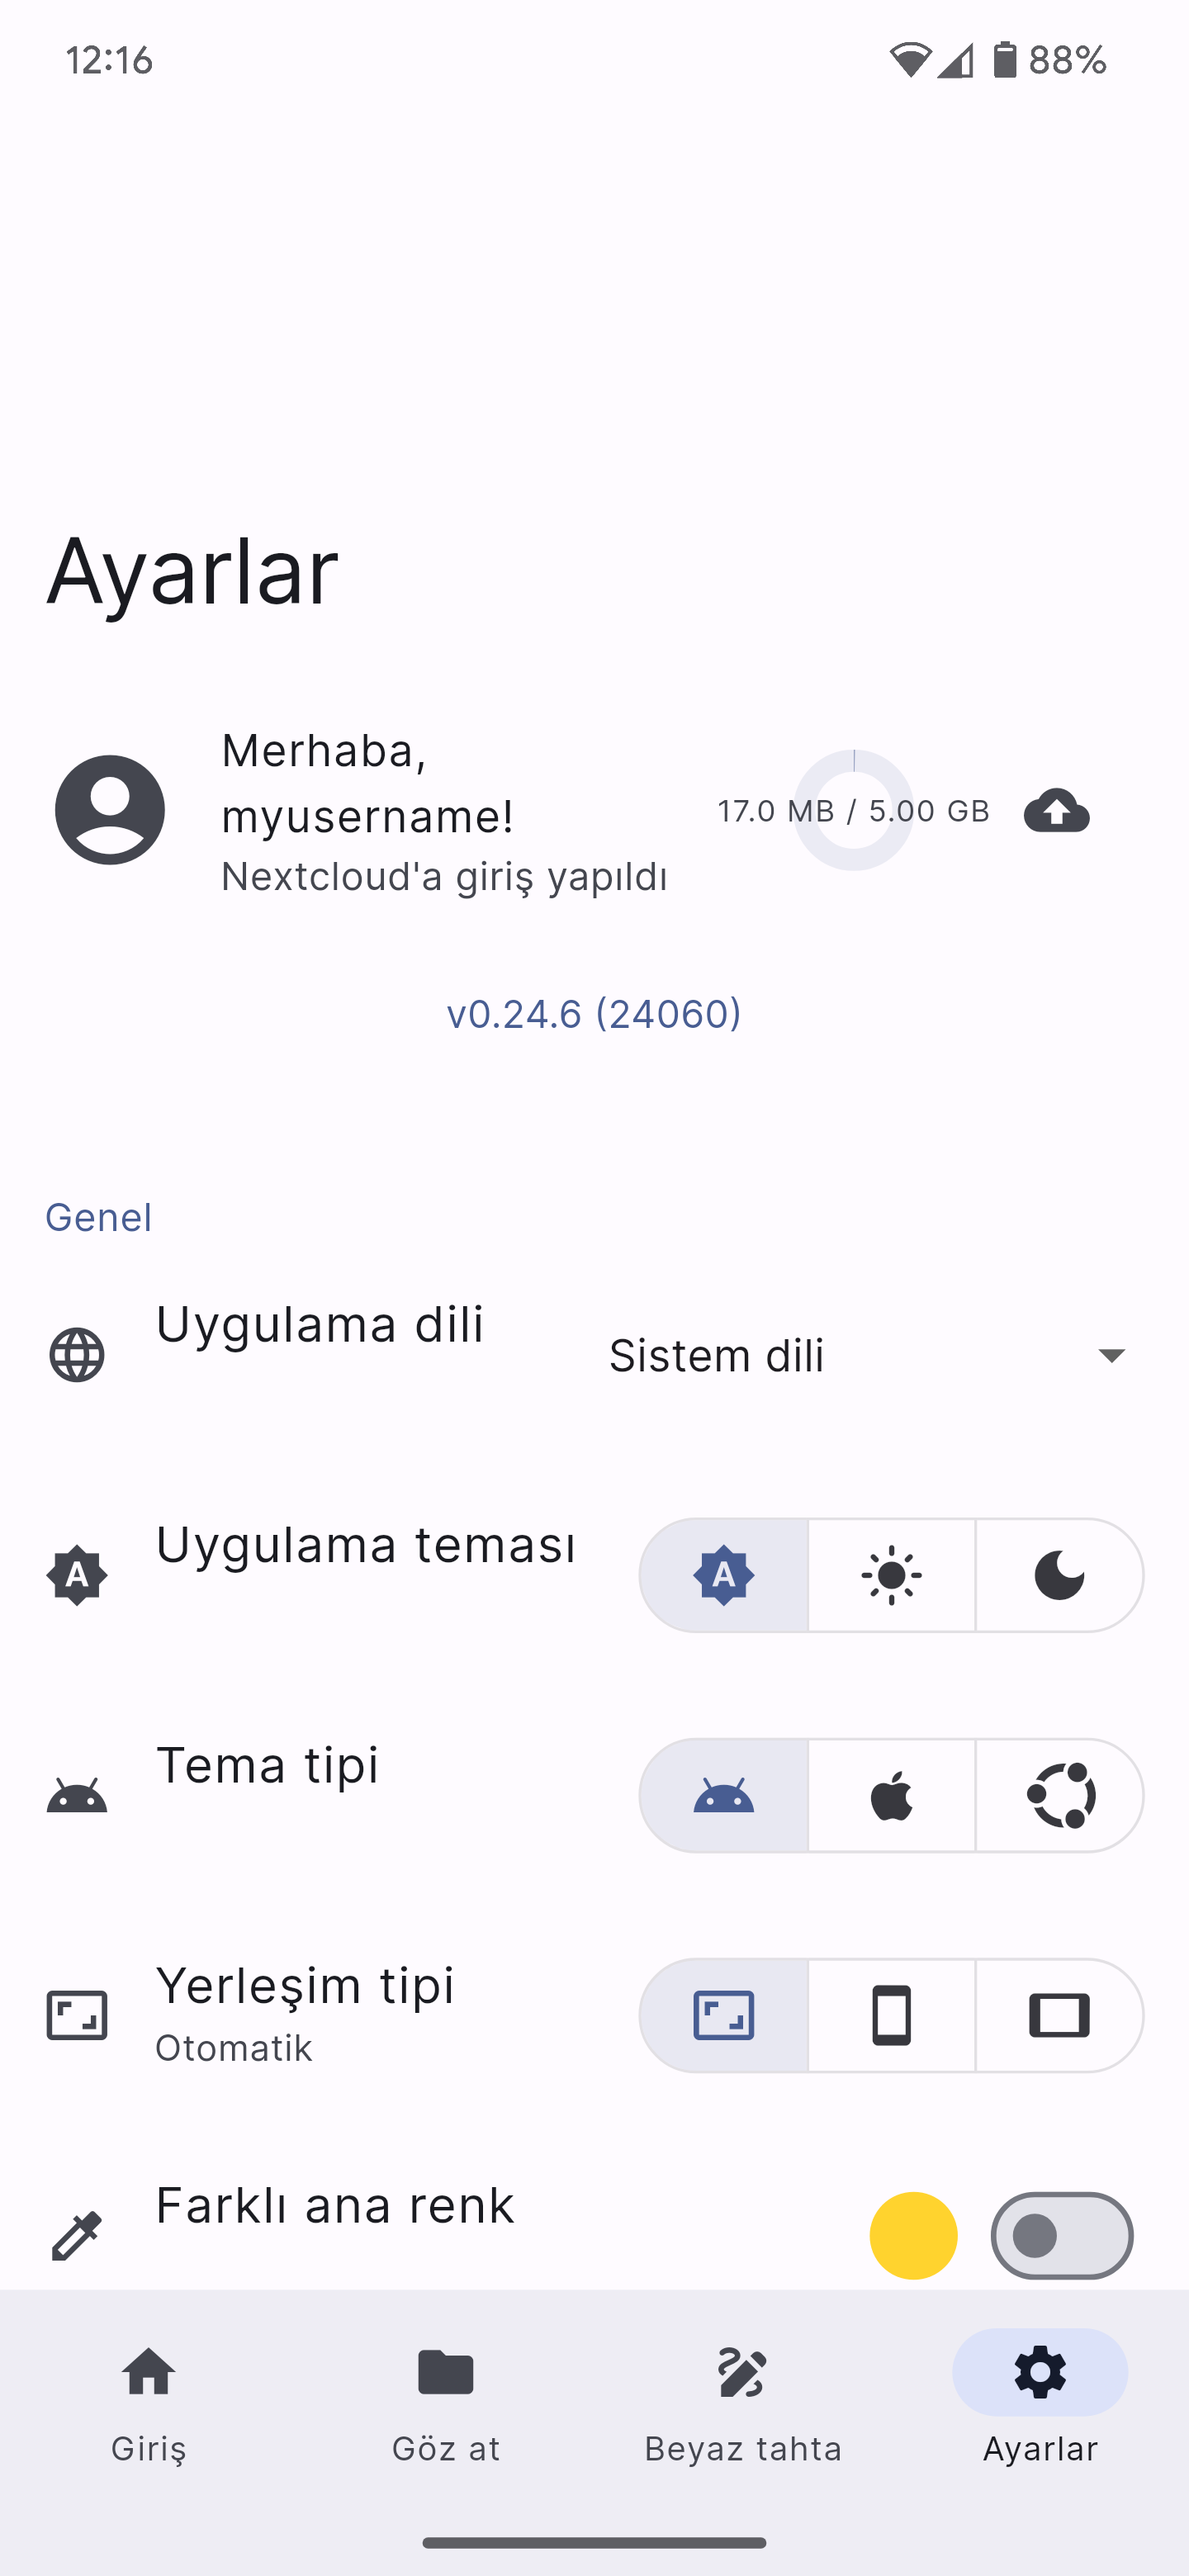 12:16
88%
Ayarlar
Merhaba,
myusername!
Nextcloud'a giriş yapıldı
17.0 MB / 5.00 GB
v0.24.6 (24060)
Genel
Uygulama dili
Sistem dili
Uygulama teması
A
A
Tema tipi
Yerleşim tipi
Otomatik
Farklı ana renk
Giriş
Göz at
Beyaz tahta
Ayarlar